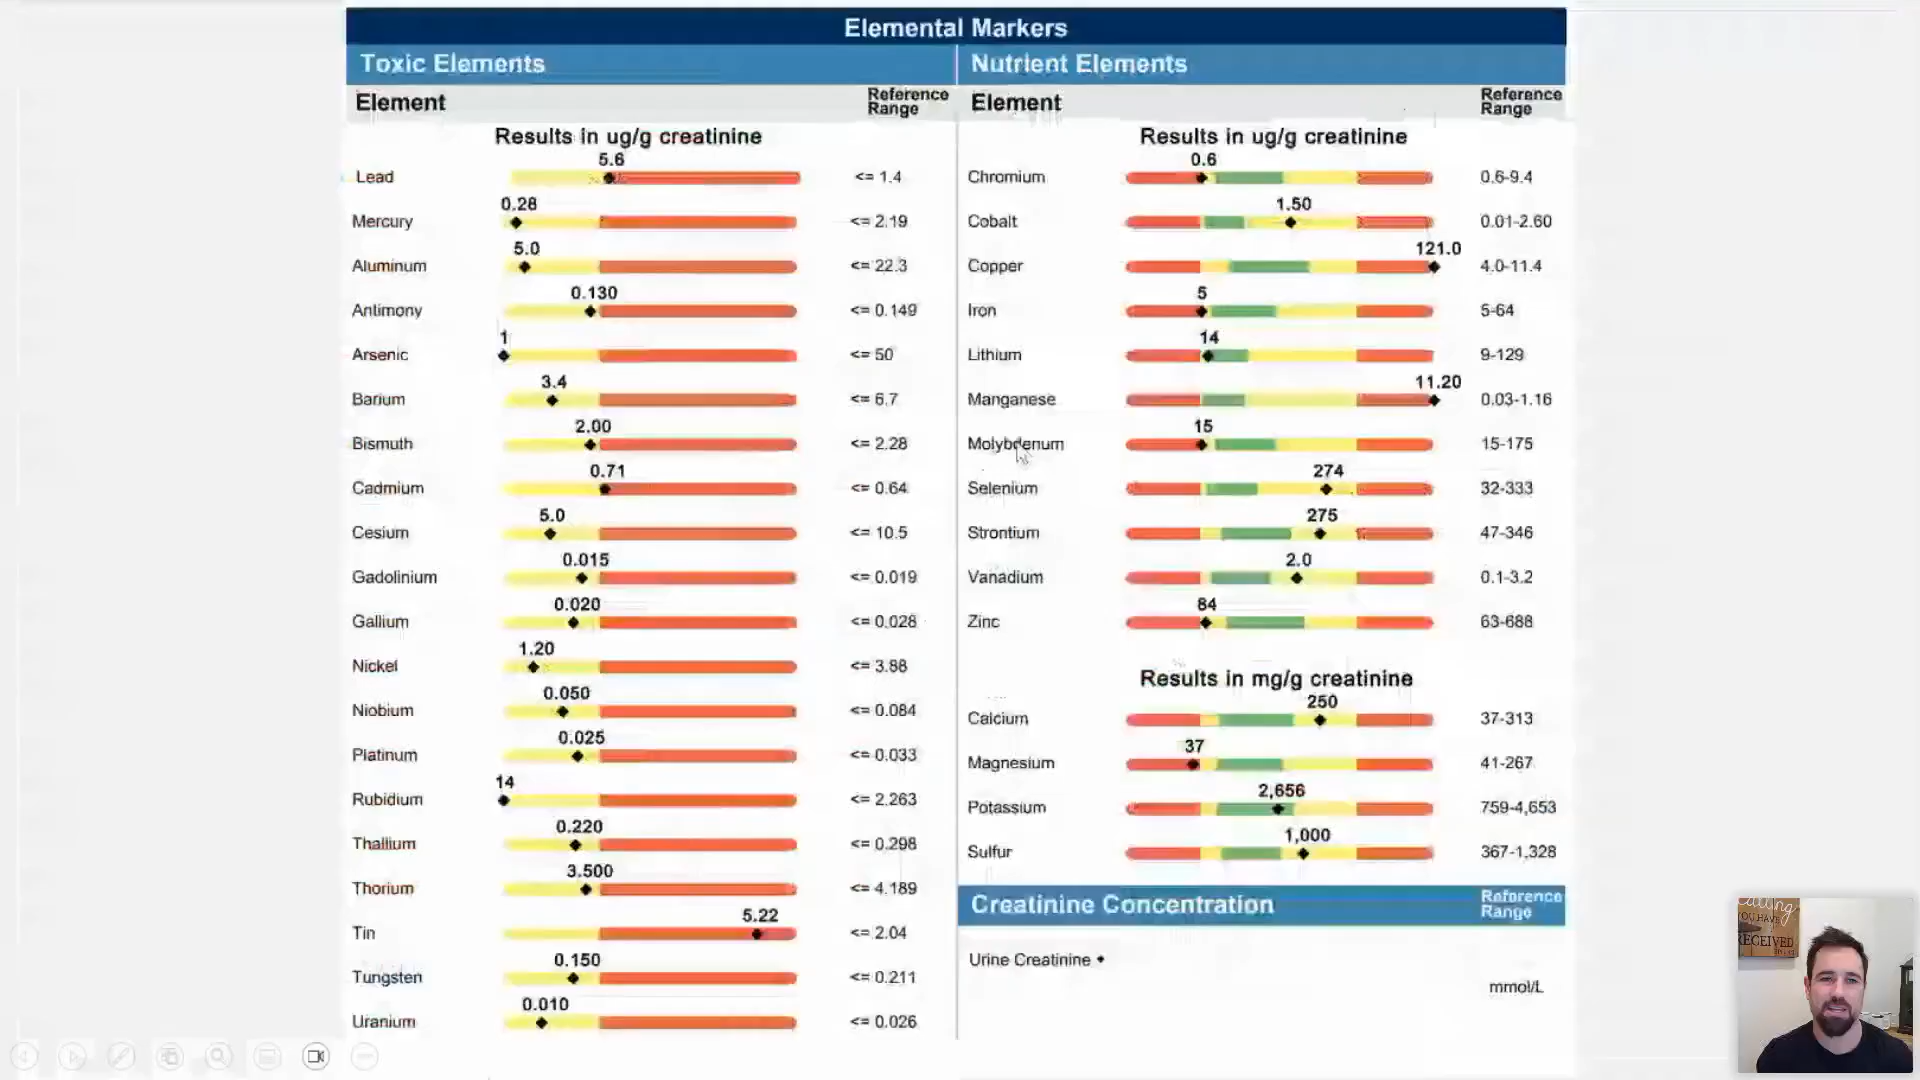 Elemental Markers
Toxic Elements
Element
Reference
Range
Results in ug/g creatinine
5.6
Lead <= 1.4
0.28
Mercury <= 2.19
5.0
Aluminum <= 22.3
0.130
Antimony <= 0.149
1
Arsenic <= 50
3.4
Barium <= 6.7
2.00
Bismuth <= 2.28
0.71
Cadmium <= 0.64
5.0
Cesium <= 10.5
0.015
Gadolinium <= 0.019
0.020
Gallium <= 0.028
1.20
Nickel <= 3.88
0.050
Niobium <= 0.084
0.025
Platinum <= 0.033
14
Rubidium <= 2.263
0.220
Thallium <= 0.298
3.500
Thorium <= 4.189
5.22
Tin <= 2.04
0.150
Tungsten <= 0.211
0.010
Uranium <= 0.026
Nutrient Elements
Element
Reference
Range
Results in ug/g creatinine
0.6
Chromium 0.6-9.4
1.50
Cobalt 0.01-2.60
121.0
Copper 4.0-11.4
5
Iron 5-64
14
Lithium 9-129
11.20
Manganese 0.03-1.16
15
Molybdenum 15-175
274
Selenium 32-333
275
Strontium 47-346
2.0
Vanadium 0.1-3.2
84
Zinc 63-688
Results in mg/g creatinine
250
Calcium 37-313
37
Magnesium 41-267
2,656
Potassium 759-4,653
1,000
Sulfur 367-1,328
Creatinine Concentration
Reference
Range
Urine Creatinine ♦
mmol/L
calling
YOU HAVE
RECEIVED